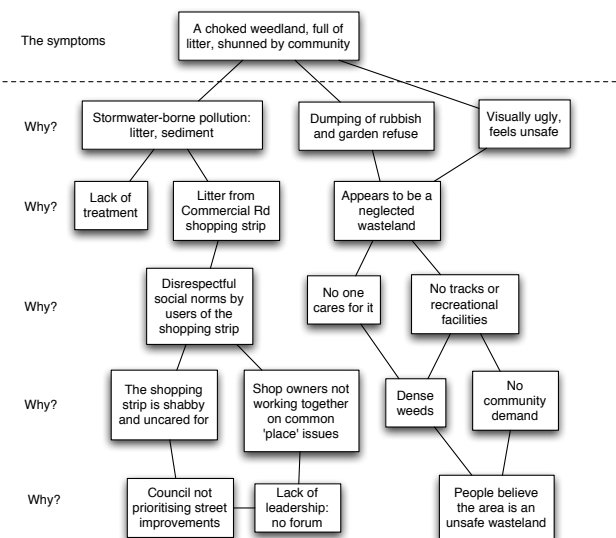 The symptoms
A choked weedland, full of
litter, shunned by community
Why?
Stormwater-borne pollution:
litter, sediment
Dumping of rubbish
and garden refuse
Visually ugly,
feels unsafe
Why?
Lack of
treatment
Litter from
Commercial Rd
shopping strip
Appears to be a
neglected
wasteland
Why?
Disrespectful
social norms by
users of the
shopping strip
No one
cares for it
No tracks or
recreational
facilities
Why?
The shopping
strip is shabby
and uncared for
Shop owners not
working together
on common
'place' issues
Dense
weeds
No
community
demand
Why?
Council not
prioritising street
improvements
Lack of
leadership:
no forum
People believe
the area is an
unsafe wasteland